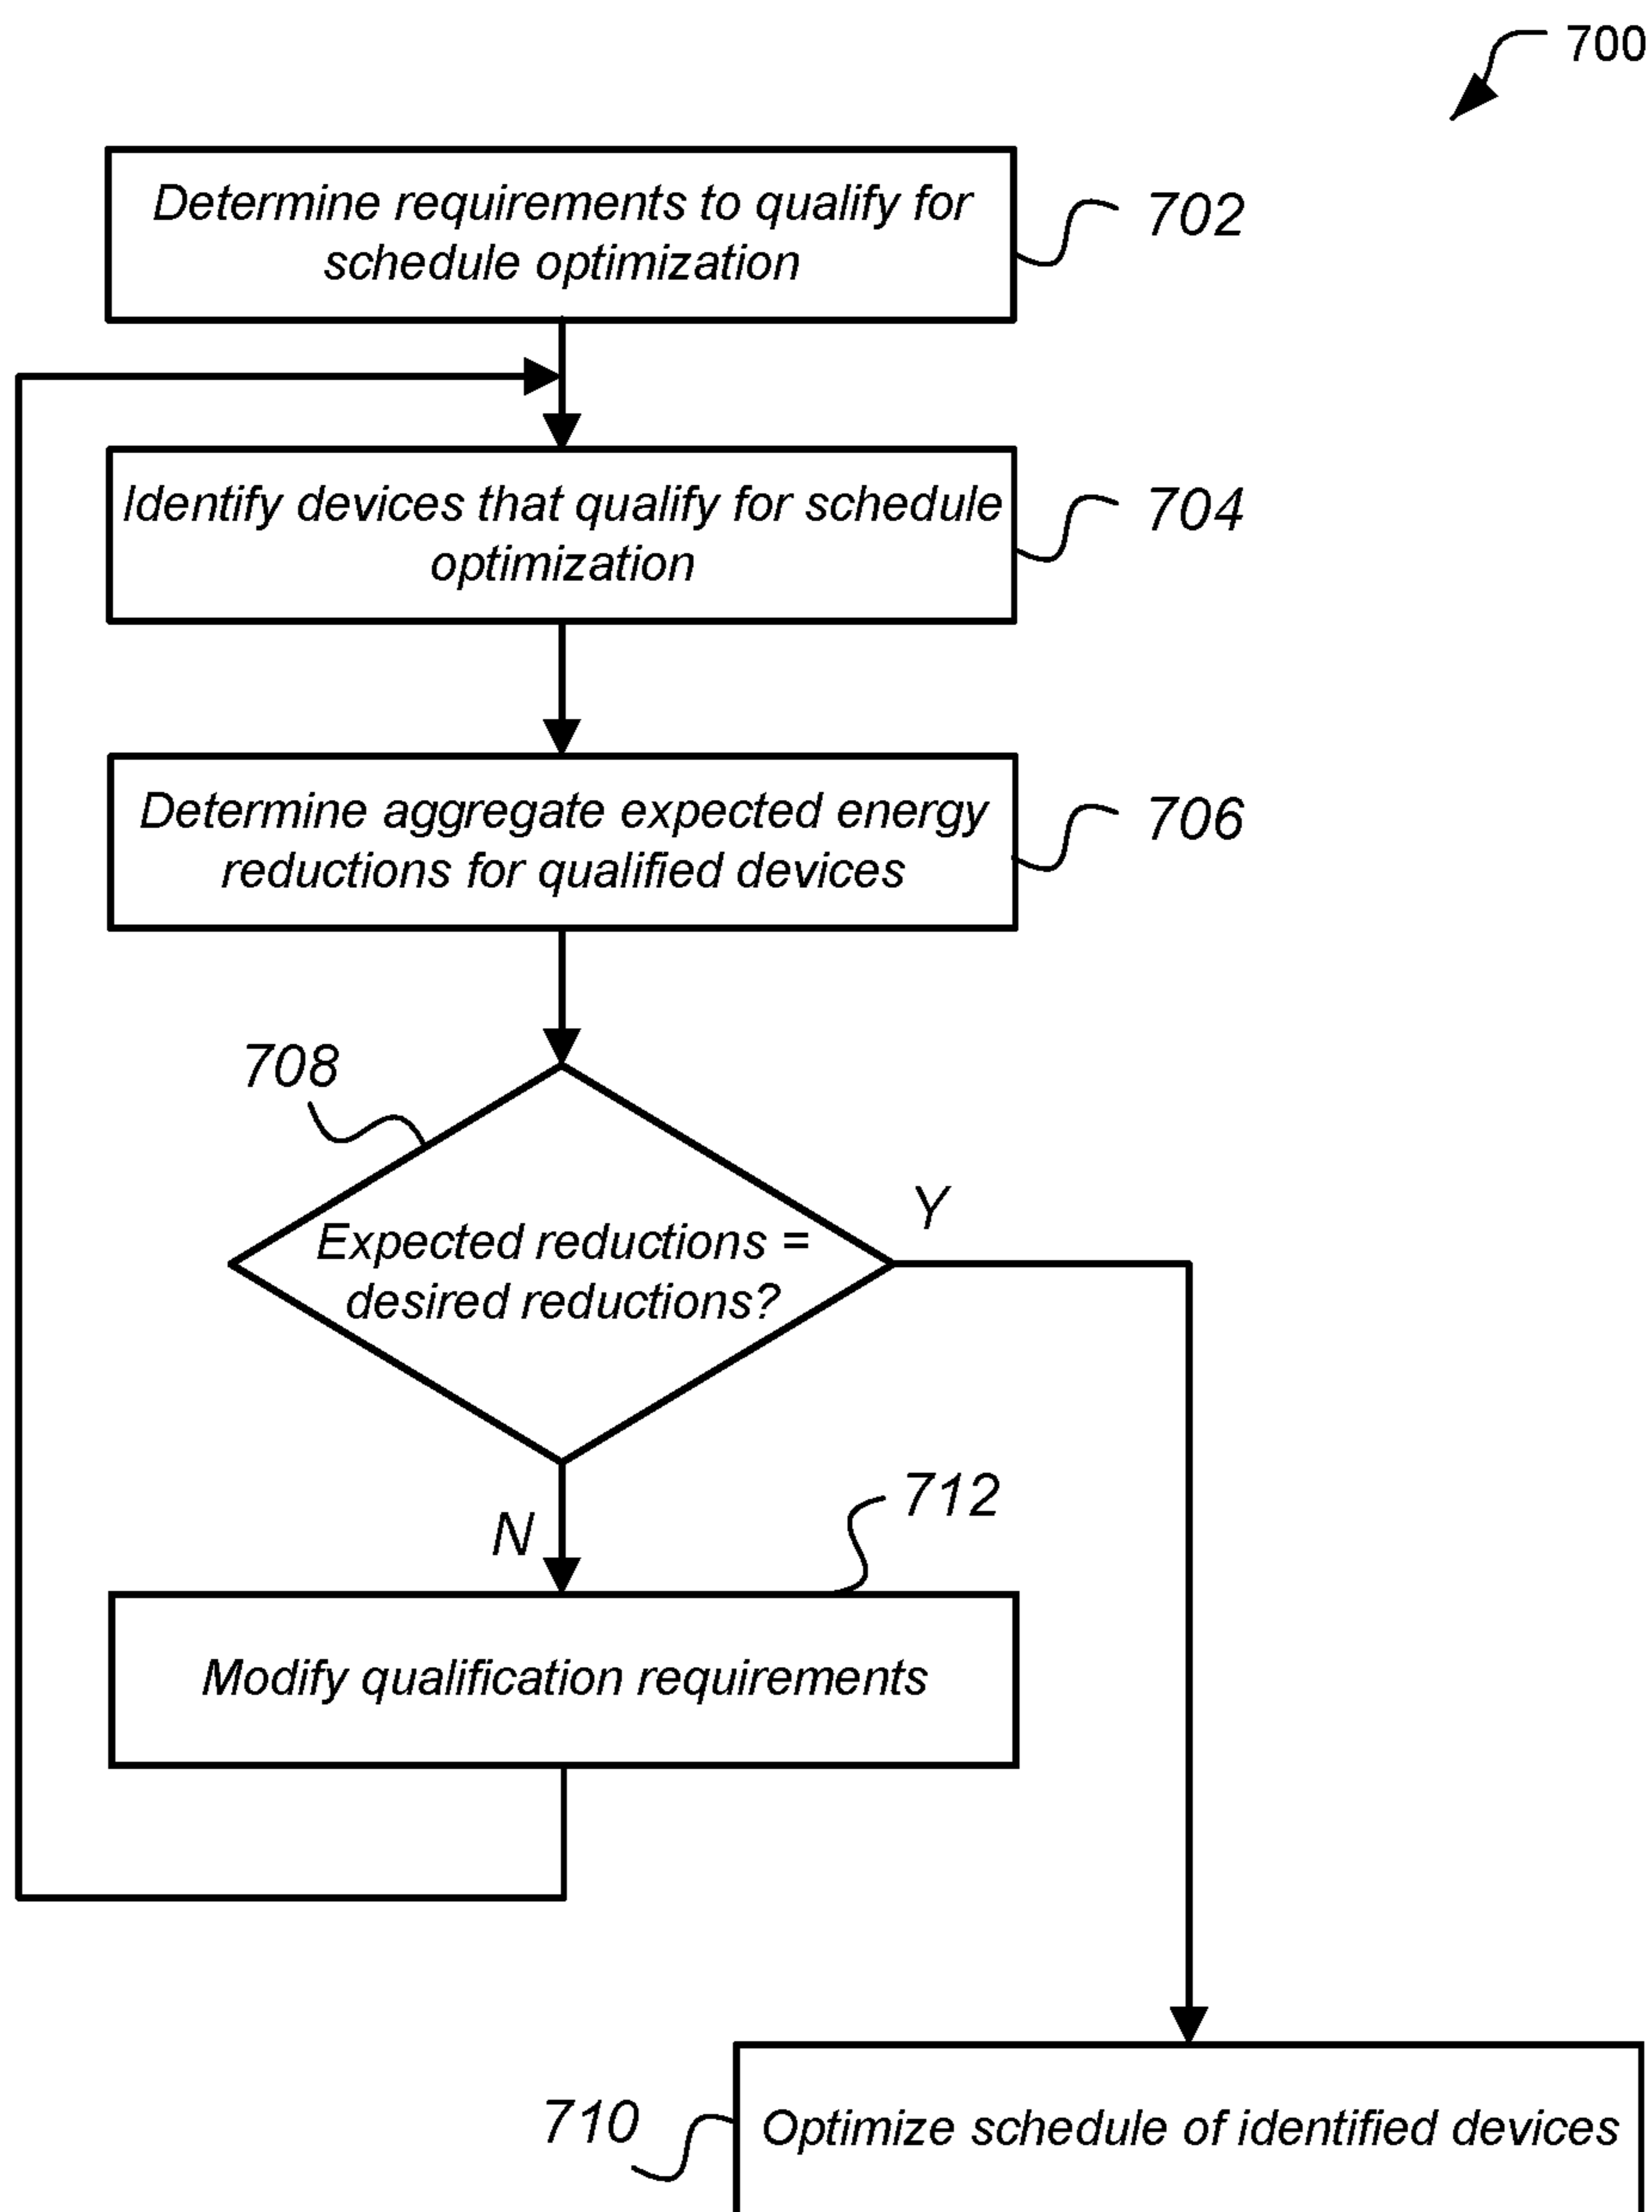 700
Determine requirements to qualify for
schedule optimization
702
Identify devices that qualify for schedule
optimization
704
Determine aggregate expected energy
reductions for qualified devices
706
708
Expected reductions =
desired reductions?
Y
N
712
Modify qualification requirements
710
Optimize schedule of identified devices